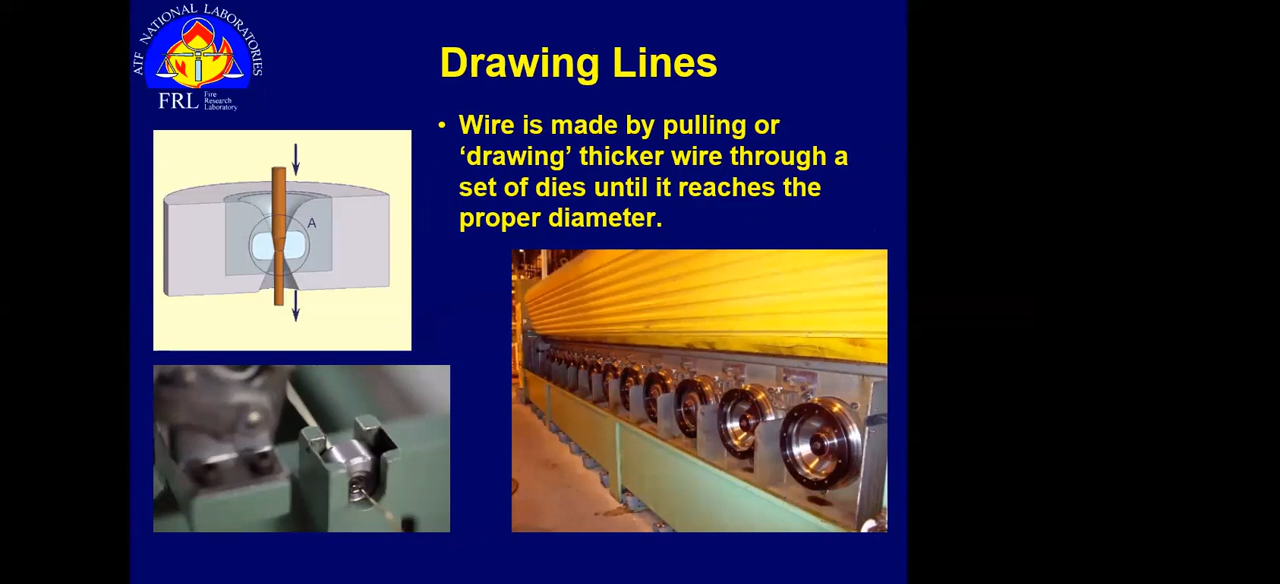 ATF NATIONAL LABORATORIES
FRL
Fire
Research
Laboratory
Drawing Lines
• Wire is made by pulling or
‘drawing’ thicker wire through a
set of dies until it reaches the
proper diameter.
A